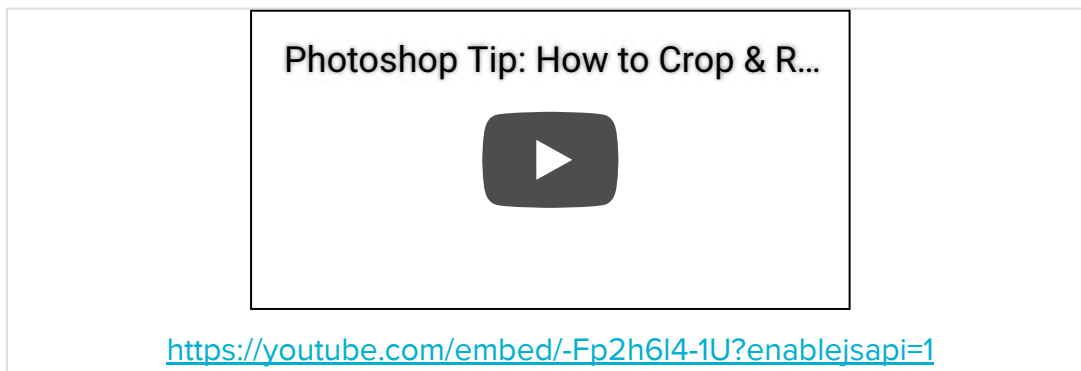 Photoshop Tip: How to Crop & R...
https://youtube.com/embed/-Fp2h6l4-1U?enablejsapi=1